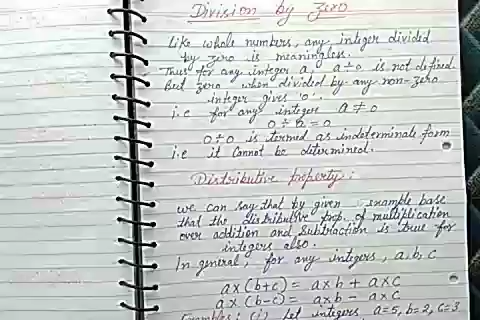 Division by zero
Like whole numbers, any integer divided
by zero is meaningless.
Thus for any integer a, a÷0 is not defined
But zero when divided by any non-zero
integer gives '0'.
i.e for any integer a ≠ 0
0 ÷ a = 0
0÷0 is termed as indeterminate form
i.e it cannot be determined.
Distributive property :
we can say that by given example base
that the distributive prop. of multiplication
over addition and subtraction is true for
integers also.
In general, for any integers, a, b, c
a×(b+c) = a×b + a×c
a×(b-c) = a×b - a×c
Examples: (i) Let integers a=5, b=2, c=3